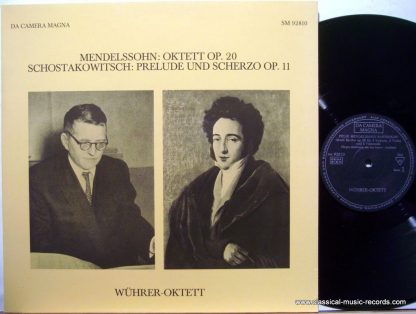 DA CAMERA MAGNA
SM 92810
MENDELSSOHN: OKTETT OP. 20
SCHOSTAKOWITSCH: PRELUDE UND SCHERZO OP. 11
WÜHRER-OKTETT
DA CAMERA
MAGNA
WÜHRER-OKTETT
www.classical-music-records.com